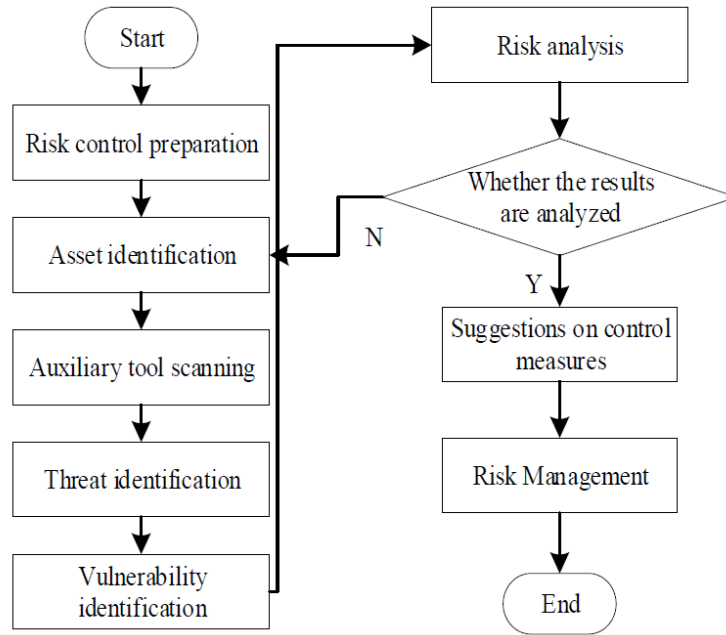 Start
Risk control preparation
Asset identification
Auxiliary tool scanning
Threat identification
Vulnerability
identification
Risk analysis
Whether the results
are analyzed
N
Y
Suggestions on control
measures
Risk Management
End